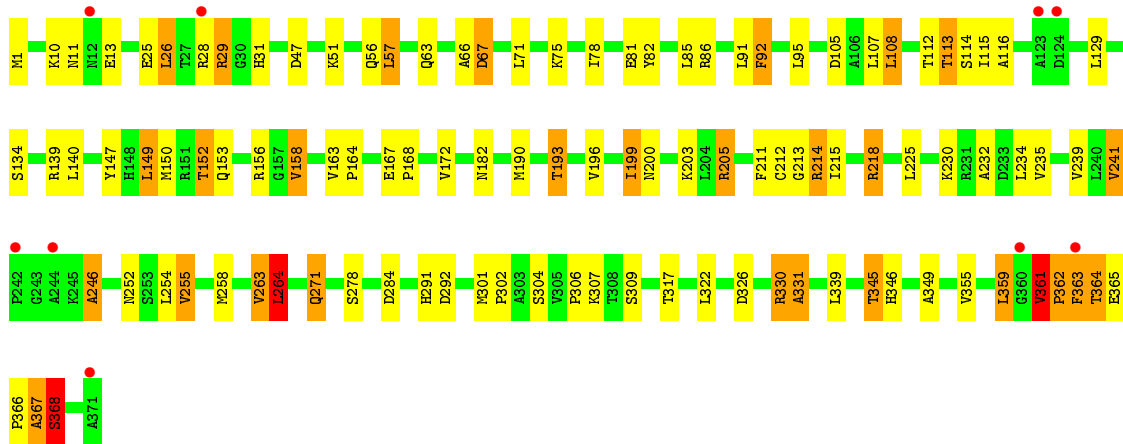 M1 K10 N11 N12 E13 E25 L26 T27 R28 R29 G30 H31 D47 K51 Q56 L57 Q63 A66 D67 L71 K75 I78 E81 Y82 L85 R86 L91 F92 L95 D105 A106 L107 L108 T112 T113 S114 I115 A116 A123 D124 L129
S134 R139 L140 Y147 H148 L149 M150 R151 T152 Q153 R156 G157 V158 V163 P164 E167 P168 V172 N182 M190 T193 V196 I199 N200 K203 L204 R205 F211 C212 G213 R214 I215 R218 L225 K230 R231 A232 D233 L234 V235 V239 L240 V241
P242 G243 A244 K245 A246 N252 S253 L254 V255 M258 V263 L264 Q271 S278 D284 H291 D292 M301 P302 A303 S304 V305 P306 K307 T308 S309 T317 L322 D326 R330 A331 L339 T345 H346 A349 V355 L359 G360 V361 P362 F363 T364 E365
P366 A367 S368 A371